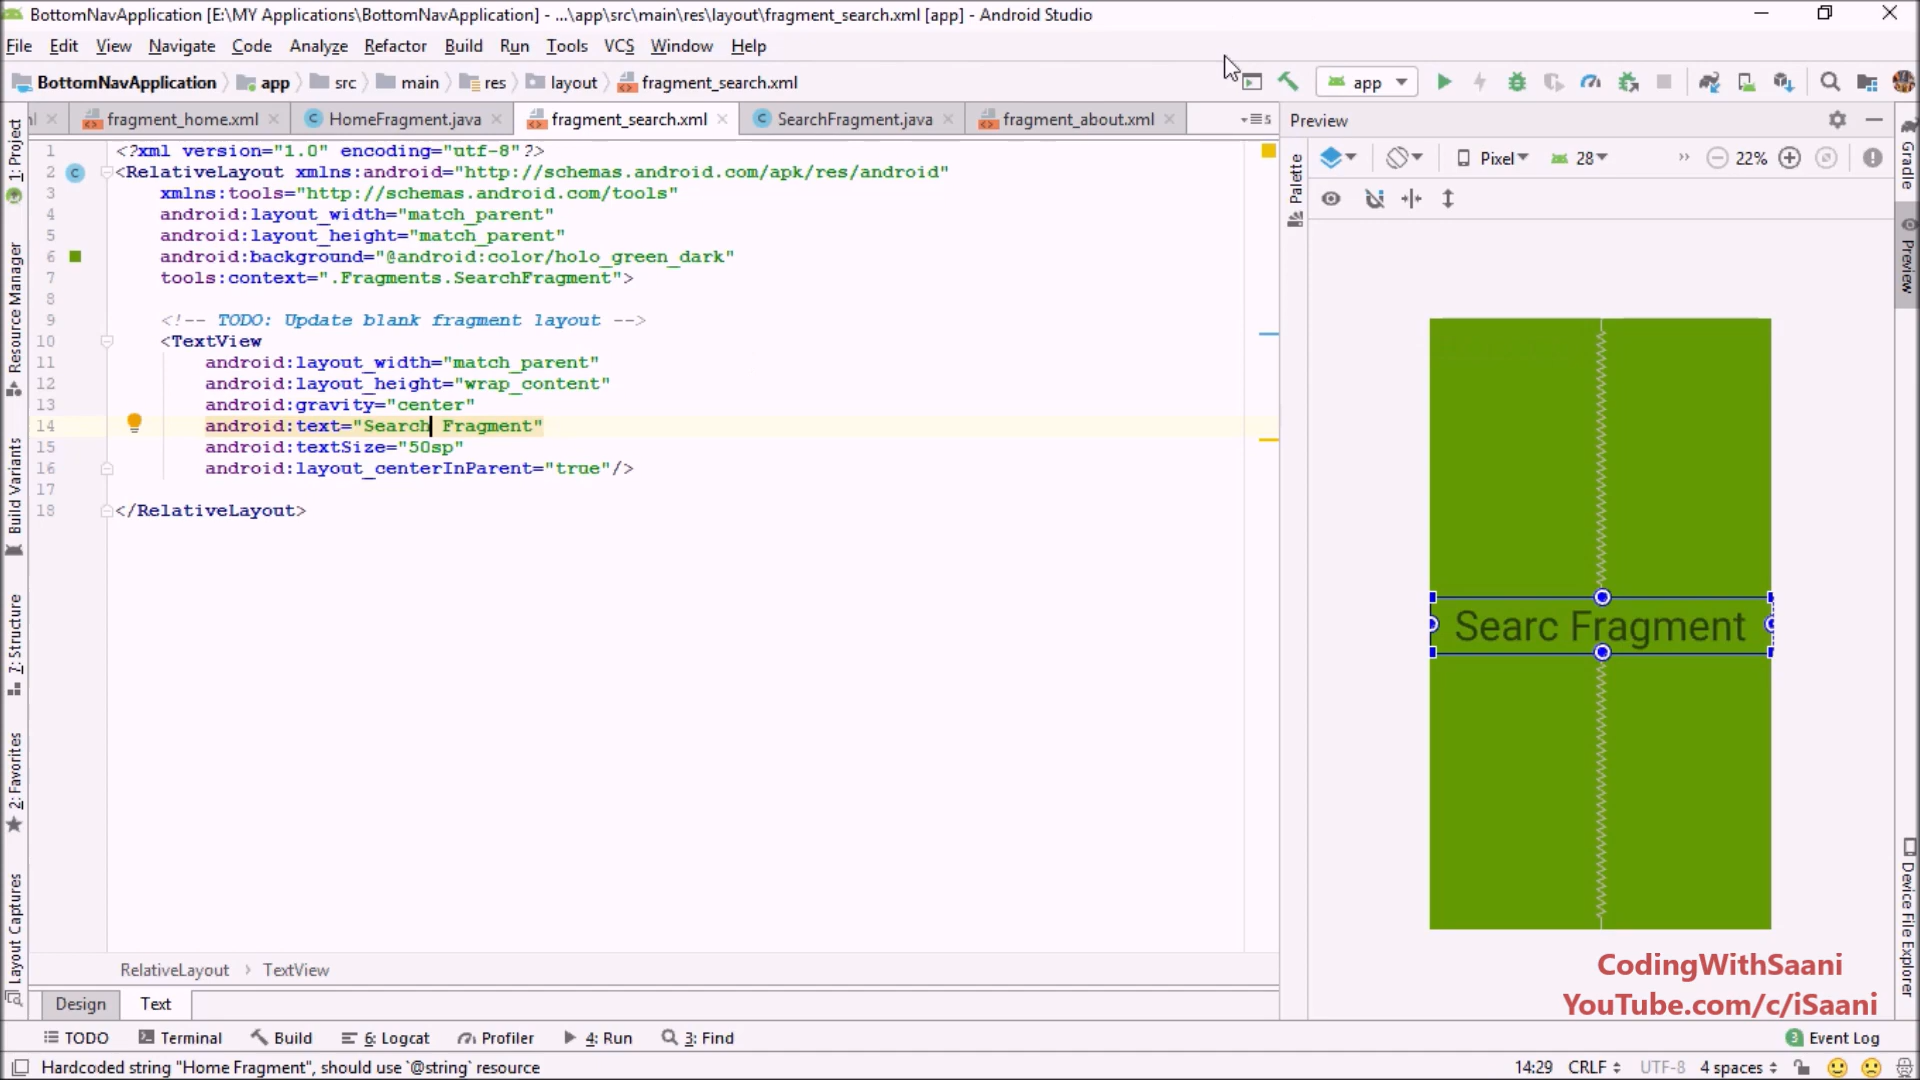 BottomNavApplication [E:\MY Applications\BottomNavApplication] - ...\app\src\main\res\layout\fragment_search.xml [app] - Android Studio
File Edit View Navigate Code Analyze Refactor Build Run Tools VCS Window Help
BottomNavApplication app src main res layout fragment_search.xml app
fragment_home.xml HomeFragment.java fragment_search.xml SearchFragment.java fragment_about.xml 5 Preview
Pixel 28 22%
1 <?xml version="1.0" encoding="utf-8"?>
2 <RelativeLayout xmlns:android="http://schemas.android.com/apk/res/android"
3 xmlns:tools="http://schemas.android.com/tools"
4 android:layout_width="match_parent"
5 android:layout_height="match_parent"
6 android:background="@android:color/holo_green_dark"
7 tools:context=".Fragments.SearchFragment">
8
9 <!-- TODO: Update blank fragment layout -->
10 <TextView
11 android:layout_width="match_parent"
12 android:layout_height="wrap_content"
13 android:gravity="center"
14 android:text="Search Fragment"
15 android:textSize="50sp"
16 android:layout_centerInParent="true"/>
17
18 </RelativeLayout>
1: Project
Resource Manager
Build Variants
7: Structure
2: Favorites
Layout Captures
Palette
Gradle
Preview
Device File Explorer
Searc Fragment
CodingWithSaani
YouTube.com/c/iSaani
RelativeLayout TextView
Design Text
TODO Terminal Build 6: Logcat Profiler 4: Run 3: Find 3 Event Log
Hardcoded string "Home Fragment", should use `@string` resource 14:29 CRLF UTF-8 4 spaces